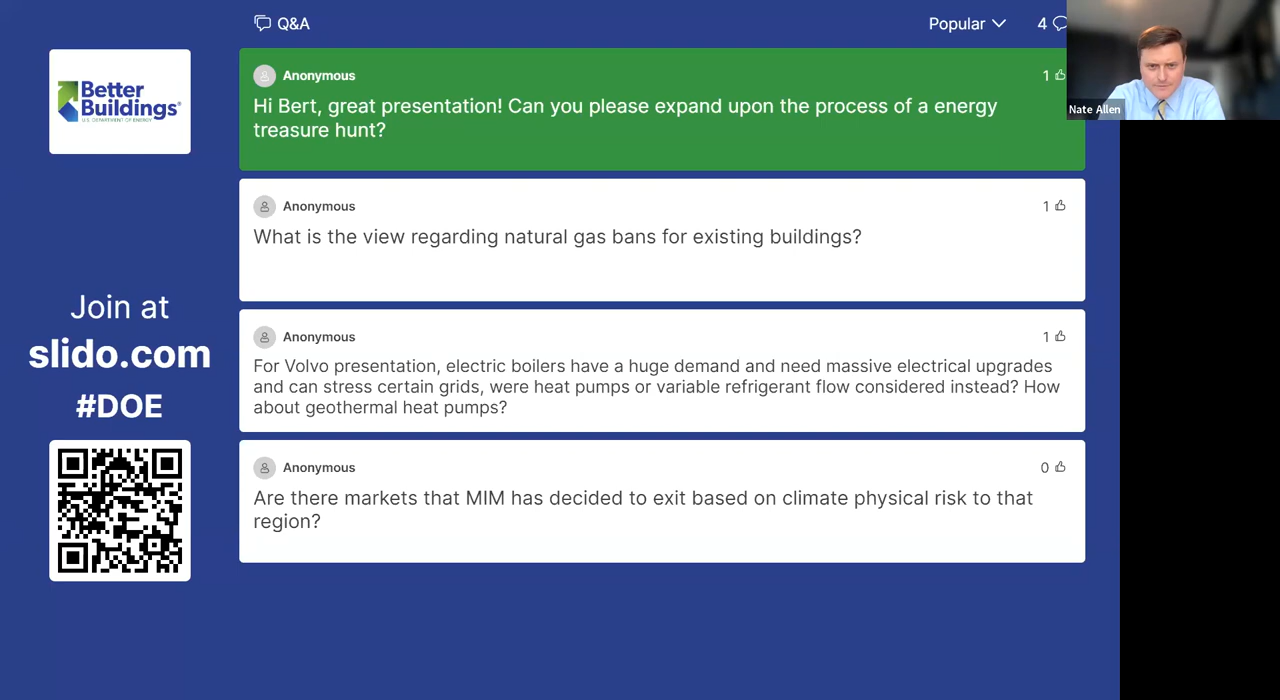 Q&A
Popular
4
Better
Buildings®
U.S. DEPARTMENT OF ENERGY
Join at
slido.com
#DOE
Anonymous
1
Hi Bert, great presentation! Can you please expand upon the process of a energy
treasure hunt?
Anonymous
1
What is the view regarding natural gas bans for existing buildings?
Anonymous
1
For Volvo presentation, electric boilers have a huge demand and need massive electrical upgrades
and can stress certain grids, were heat pumps or variable refrigerant flow considered instead? How
about geothermal heat pumps?
Anonymous
0
Are there markets that MIM has decided to exit based on climate physical risk to that
region?
Nate Allen